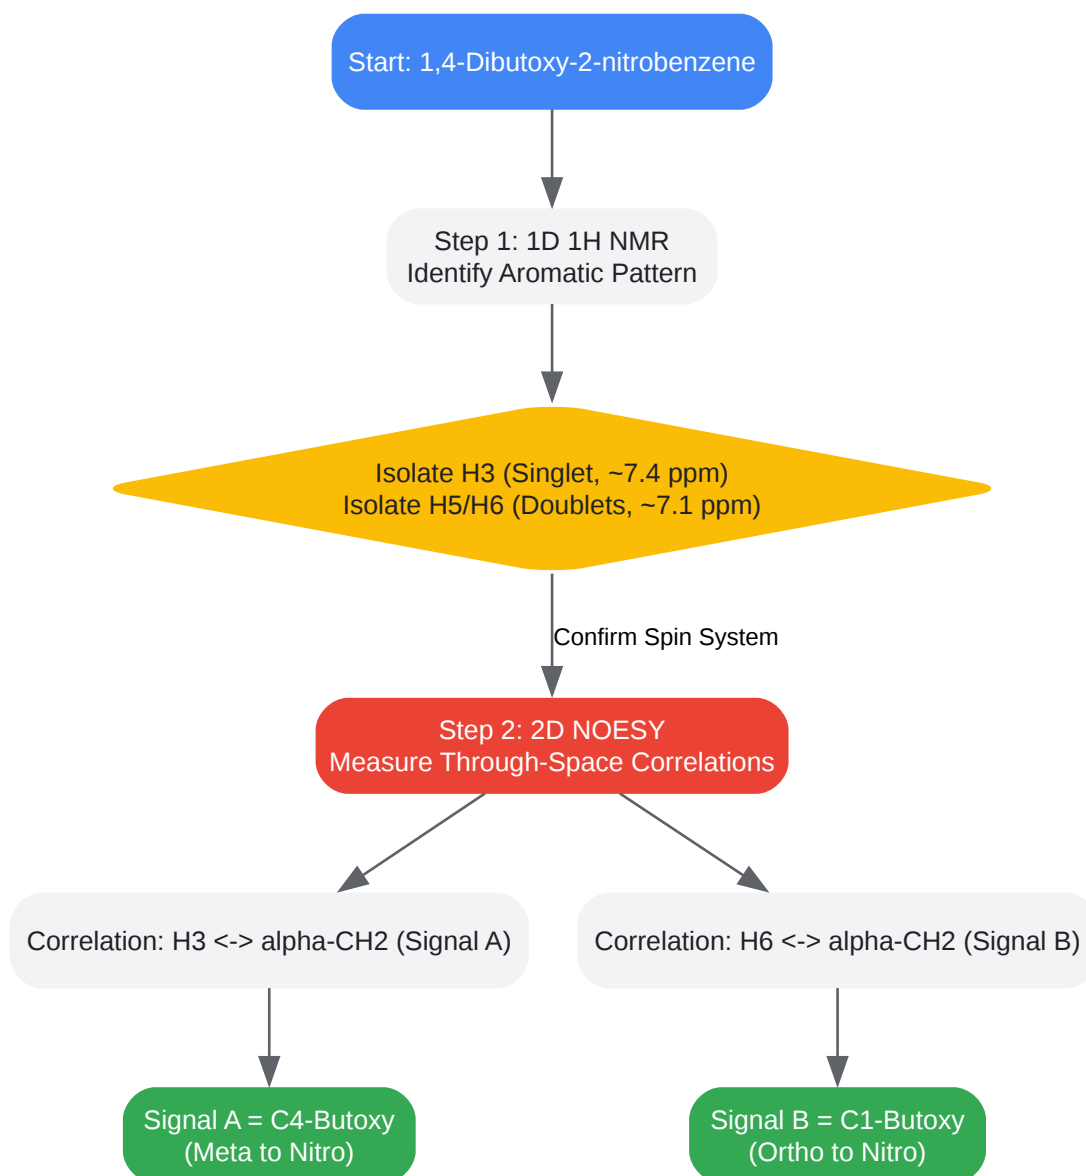 Start: 1,4-Dibutoxy-2-nitrobenzene
Step 1: 1D 1H NMR
Identify Aromatic Pattern
Isolate H3 (Singlet, ~7.4 ppm)
Isolate H5/H6 (Doublets, ~7.1 ppm)
Confirm Spin System
Step 2: 2D NOESY
Measure Through-Space Correlations
Correlation: H3 <-> alpha-CH2 (Signal A)
Correlation: H6 <-> alpha-CH2 (Signal B)
Signal A = C4-Butoxy
(Meta to Nitro)
Signal B = C1-Butoxy
(Ortho to Nitro)